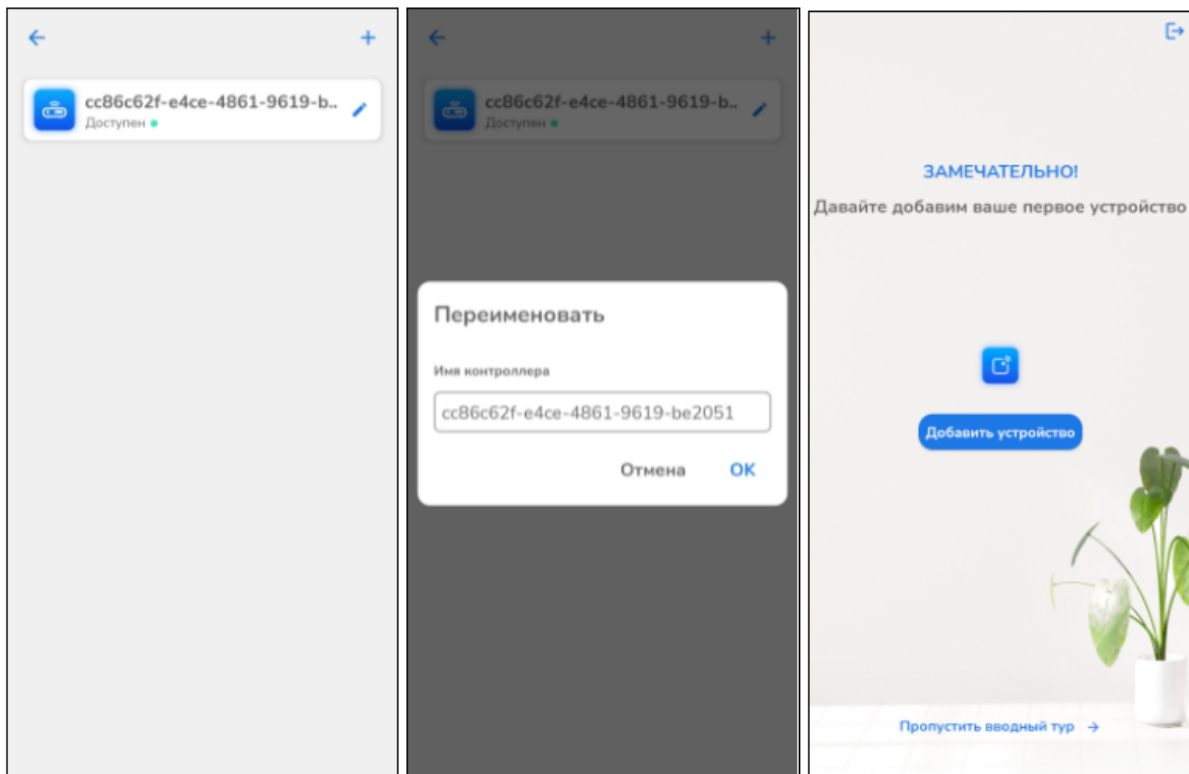 cc86c62f-e4ce-4861-9619-b..
Доступен
cc86c62f-e4ce-4861-9619-b..
Доступен
Переименовать
Имя контроллера
cc86c62f-e4ce-4861-9619-be2051
Отмена
OK
ЗАМЕЧАТЕЛЬНО!
Давайте добавим ваше первое устройство
Добавить устройство
Пропустить вводный тур →